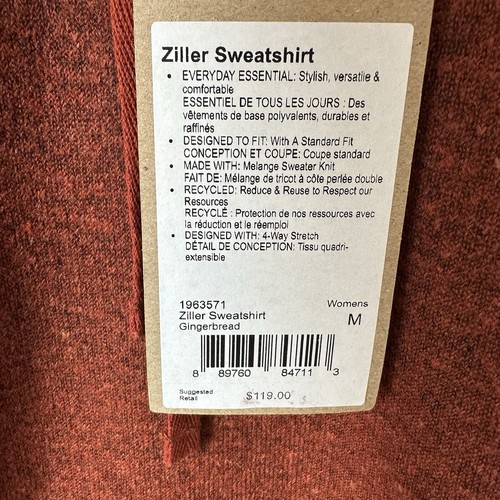 Ziller Sweatshirt
• EVERYDAY ESSENTIAL: Stylish, versatile &
comfortable
ESSENTIEL DE TOUS LES JOURS : Des
vêtements de base polyvalents, durables et
raffinés
• DESIGNED TO FIT: With A Standard Fit
CONCEPTION ET COUPE: Coupe standard
• MADE WITH: Melange Sweater Knit
FAIT DE: Mélange de tricot à côte perlée double
• RECYCLED: Reduce & Reuse to Respect our
Resources
RECYCLÉ : Protection de nos ressources avec
la réduction et le réemploi
• DESIGNED WITH: 4-Way Stretch
DÉTAIL DE CONCEPTION: Tissu quadri-
extensible
1963571 Womens
Ziller Sweatshirt M
Gingerbread
8 89760 84711 3
Suggested
Retail $119.00